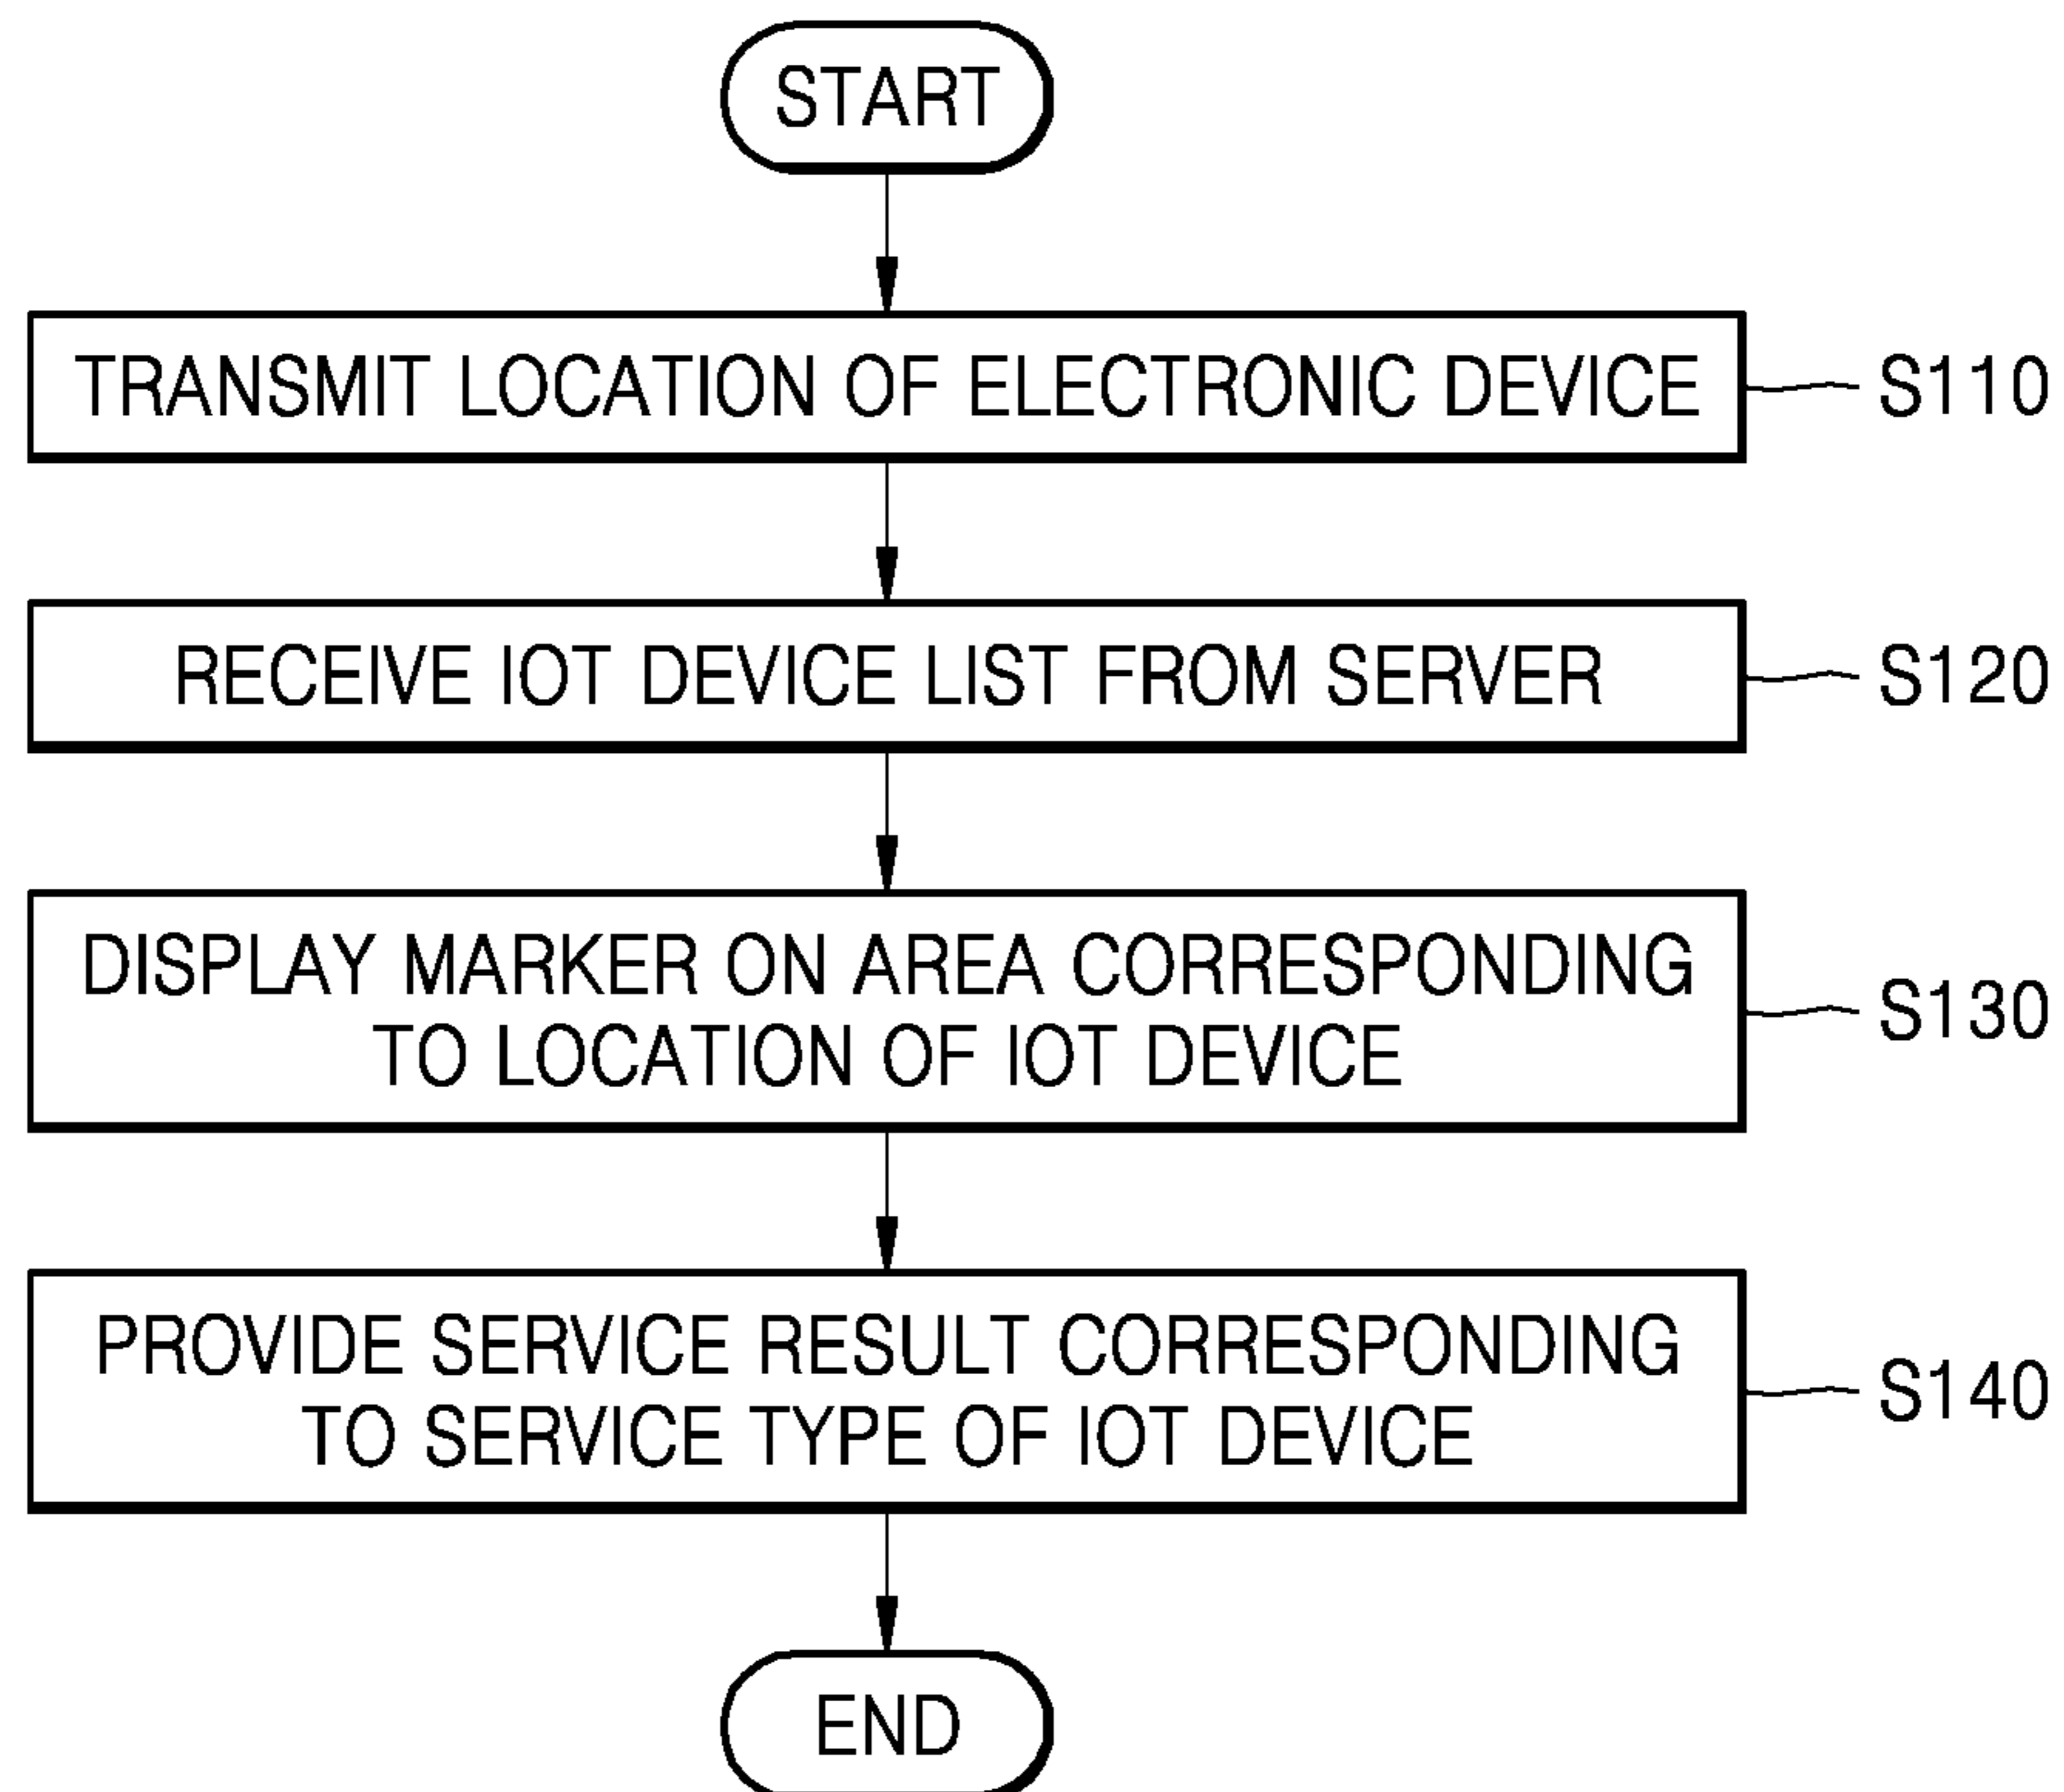 START
TRANSMIT LOCATION OF ELECTRONIC DEVICE
S110
RECEIVE IOT DEVICE LIST FROM SERVER
S120
DISPLAY MARKER ON AREA CORRESPONDING
TO LOCATION OF IOT DEVICE
S130
PROVIDE SERVICE RESULT CORRESPONDING
TO SERVICE TYPE OF IOT DEVICE
S140
END